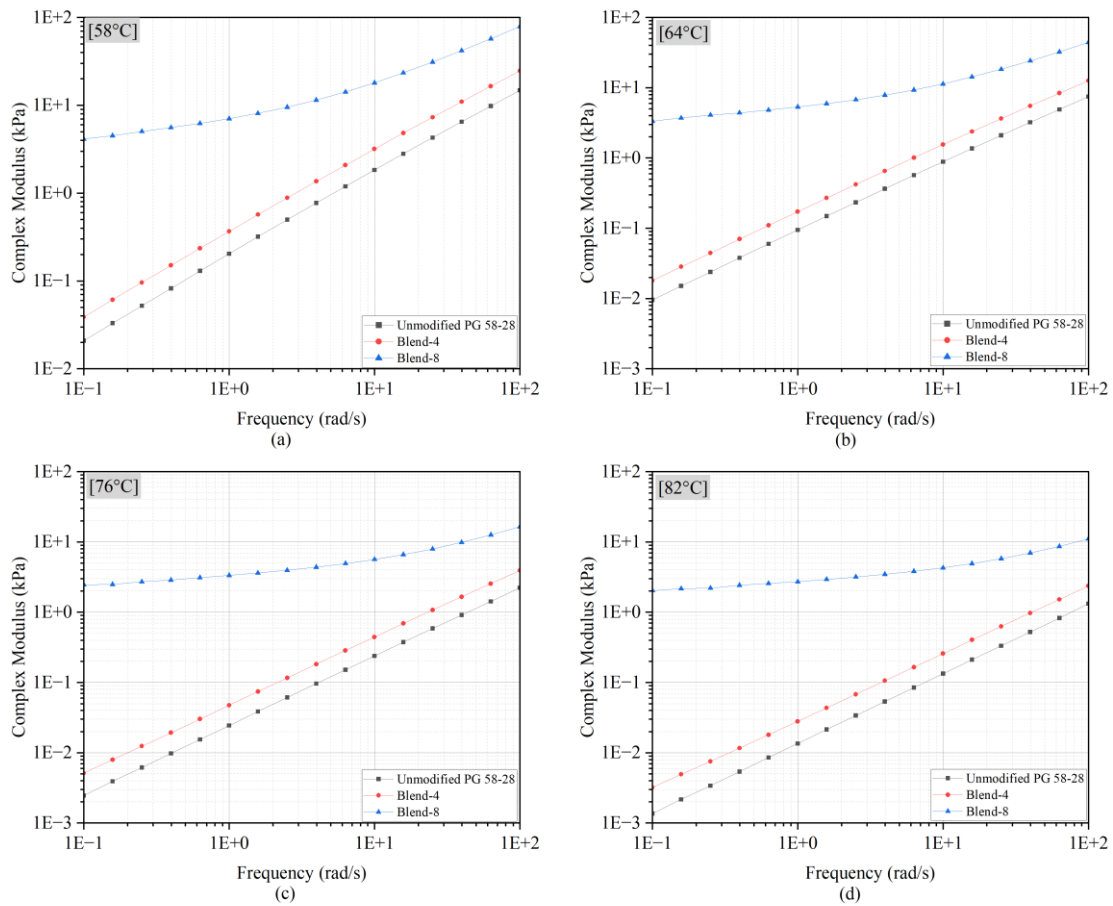 [58°C]
1E+2
1E+1
1E+0
1E−1
1E−2
Complex Modulus (kPa)
Unmodified PG 58-28
Blend-4
Blend-8
1E−1 1E+0 1E+1 1E+2
Frequency (rad/s)
(a)
[64°C]
1E+2
1E+1
1E+0
1E−1
1E−2
1E−3
Complex Modulus (kPa)
Unmodified PG 58-28
Blend-4
Blend-8
1E−1 1E+0 1E+1 1E+2
Frequency (rad/s)
(b)
[76°C]
1E+2
1E+1
1E+0
1E−1
1E−2
1E−3
Complex Modulus (kPa)
Unmodified PG 58-28
Blend-4
Blend-8
1E−1 1E+0 1E+1 1E+2
Frequency (rad/s)
(c)
[82°C]
1E+2
1E+1
1E+0
1E−1
1E−2
1E−3
Complex Modulus (kPa)
Unmodified PG 58-28
Blend-4
Blend-8
1E−1 1E+0 1E+1 1E+2
Frequency (rad/s)
(d)